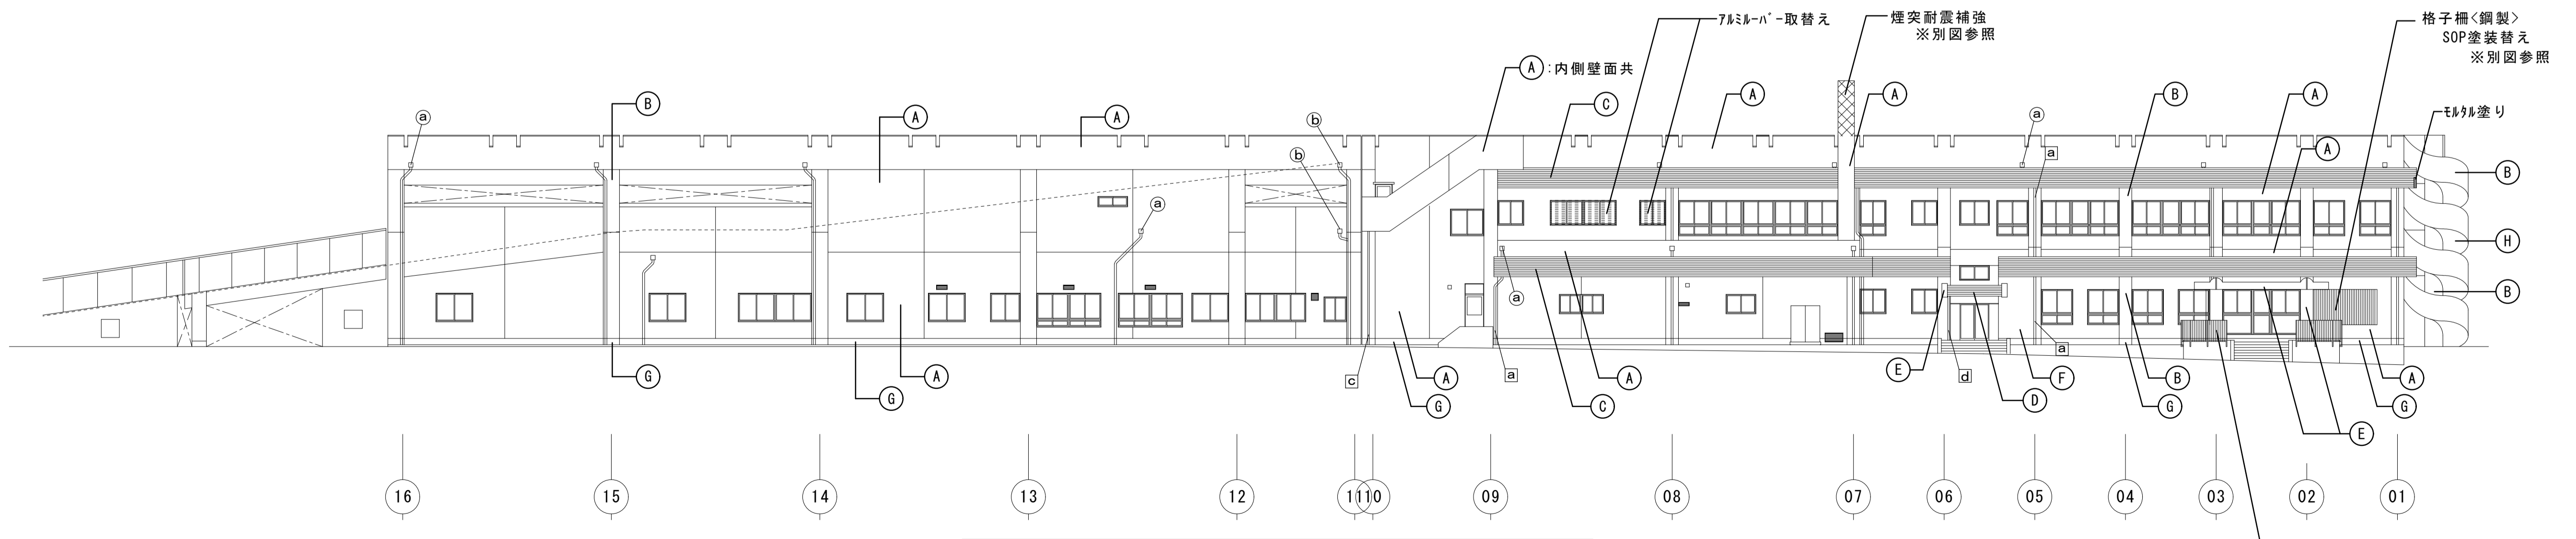 アルミルーバー取替え
煙突耐震補強
※別図参照
格子柵<鋼製>
SOP塗装替え
※別図参照
A :内側壁面共
C
A
A
B
A
モルタル塗り
B
a
A
A
b
a
a
A
b
B
a
H
B
a
a
E
a
G
A
c
A
a
A
d
F
B
A
G
G
C
D
G
G
E
16
15
14
13
12
11
10
09
08
07
06
05
04
03
02
01